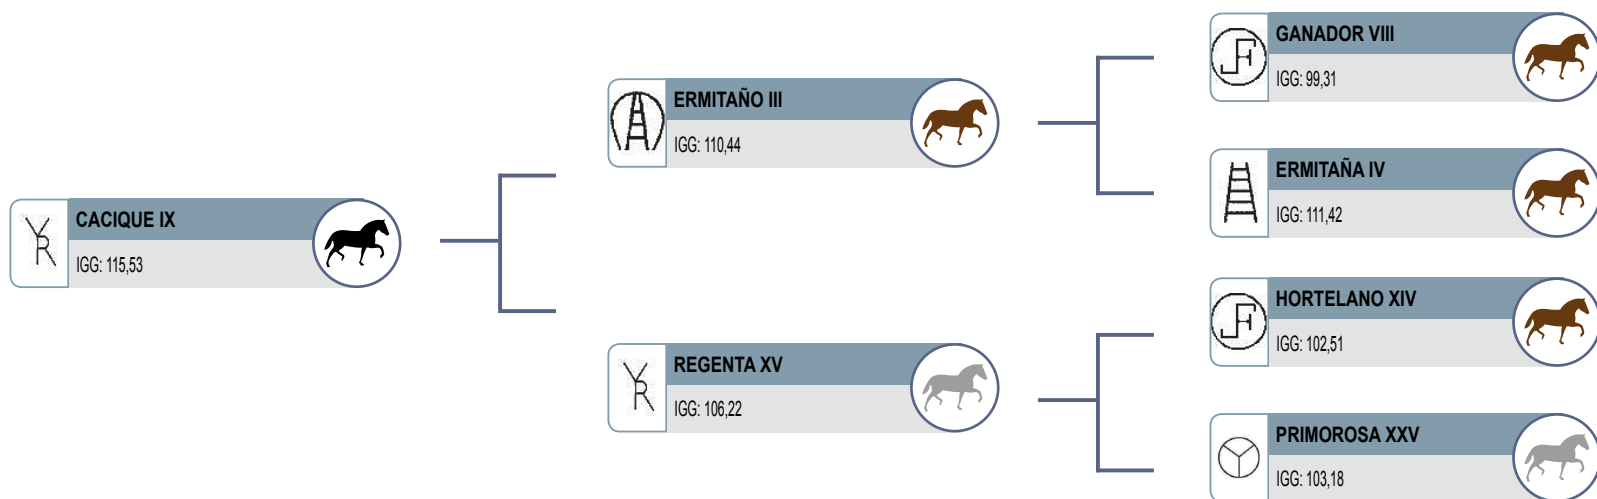 CACIQUE IX
IGG: 115,53
ERMITAÑO III
IGG: 110,44
REGENTA XV
IGG: 106,22
GANADOR VIII
IGG: 99,31
ERMITAÑA IV
IGG: 111,42
HORTELANO XIV
IGG: 102,51
PRIMOROSA XXV
IGG: 103,18